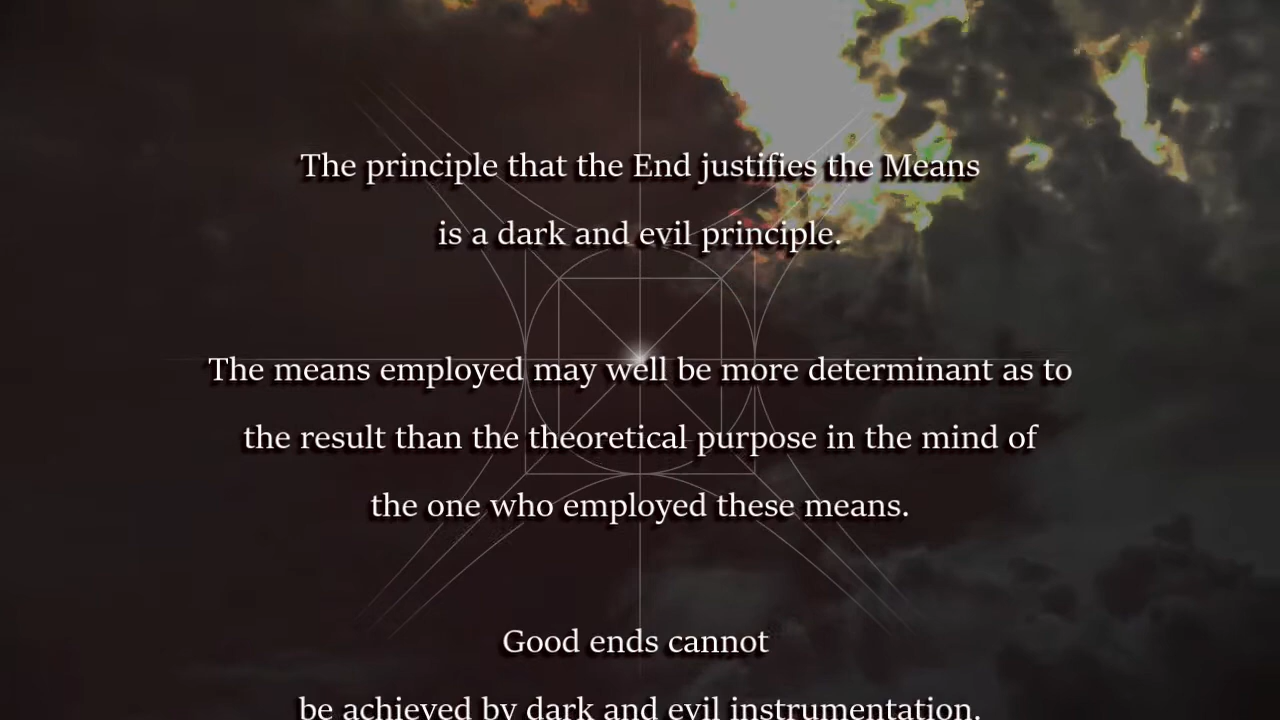 The principle that the End justifies the Means
is a dark and evil principle.
The means employed may well be more determinant as to
the result than the theoretical purpose in the mind of
the one who employed these means.
Good ends cannot
be achieved by dark and evil instrumentation.